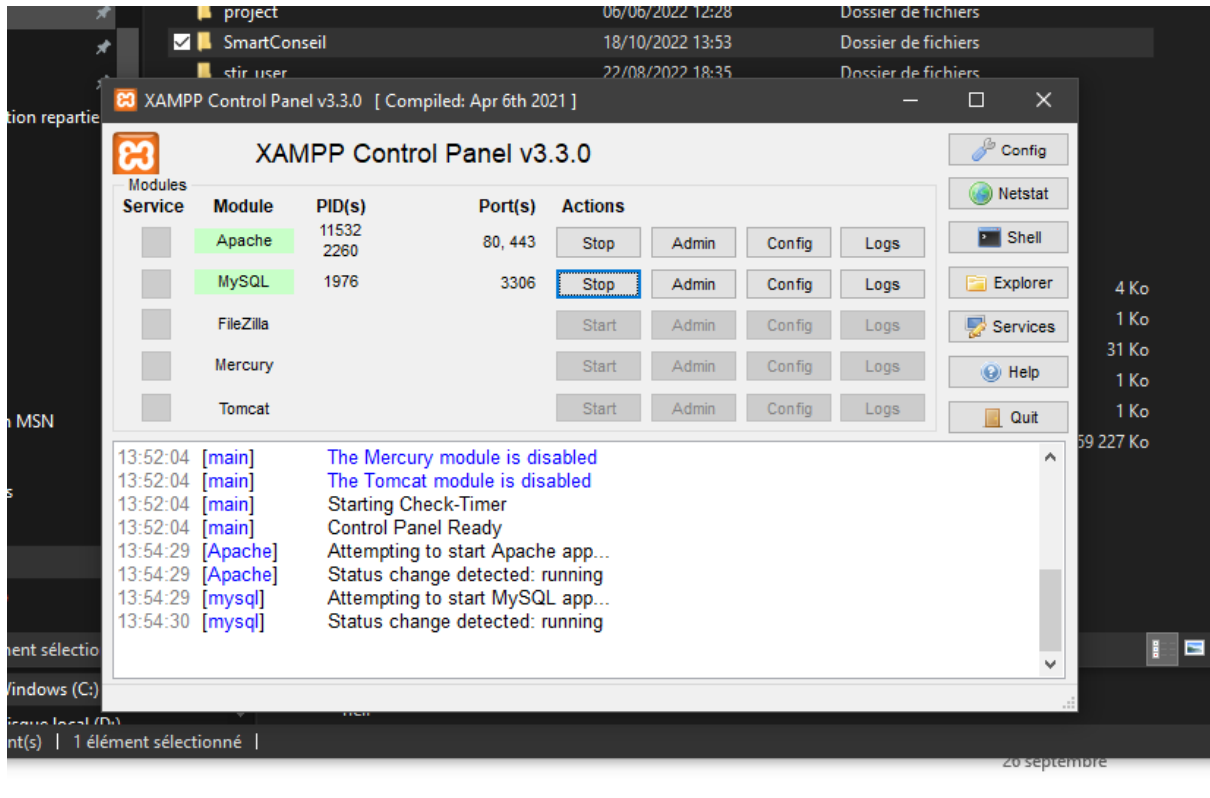 project 06/06/2022 12:28 Dossier de fichiers
SmartConseil 18/10/2022 13:53 Dossier de fichiers
stir_user 22/08/2022 18:35 Dossier de fichiers
XAMPP Control Panel v3.3.0 [ Compiled: Apr 6th 2021 ]
tion repartie
XAMPP Control Panel v3.3.0
Config
Modules
Netstat
Service Module PID(s) Port(s) Actions
Apache 11532 2260 80, 443 Stop Admin Config Logs
Shell
MySQL 1976 3306 Stop Admin Config Logs
Explorer
4 Ko
FileZilla Start Admin Config Logs
Services
1 Ko
31 Ko
Mercury Start Admin Config Logs
Help
1 Ko
Tomcat Start Admin Config Logs
Quit
1 Ko
n MSN
59 227 Ko
13:52:04 [main] The Mercury module is disabled
13:52:04 [main] The Tomcat module is disabled
13:52:04 [main] Starting Check-Timer
13:52:04 [main] Control Panel Ready
13:54:29 [Apache] Attempting to start Apache app...
13:54:29 [Apache] Status change detected: running
13:54:29 [mysql] Attempting to start MySQL app...
13:54:30 [mysql] Status change detected: running
ment sélectio
Windows (C:)
isque local (D:)
nt(s) | 1 élément sélectionné |
26 septembre